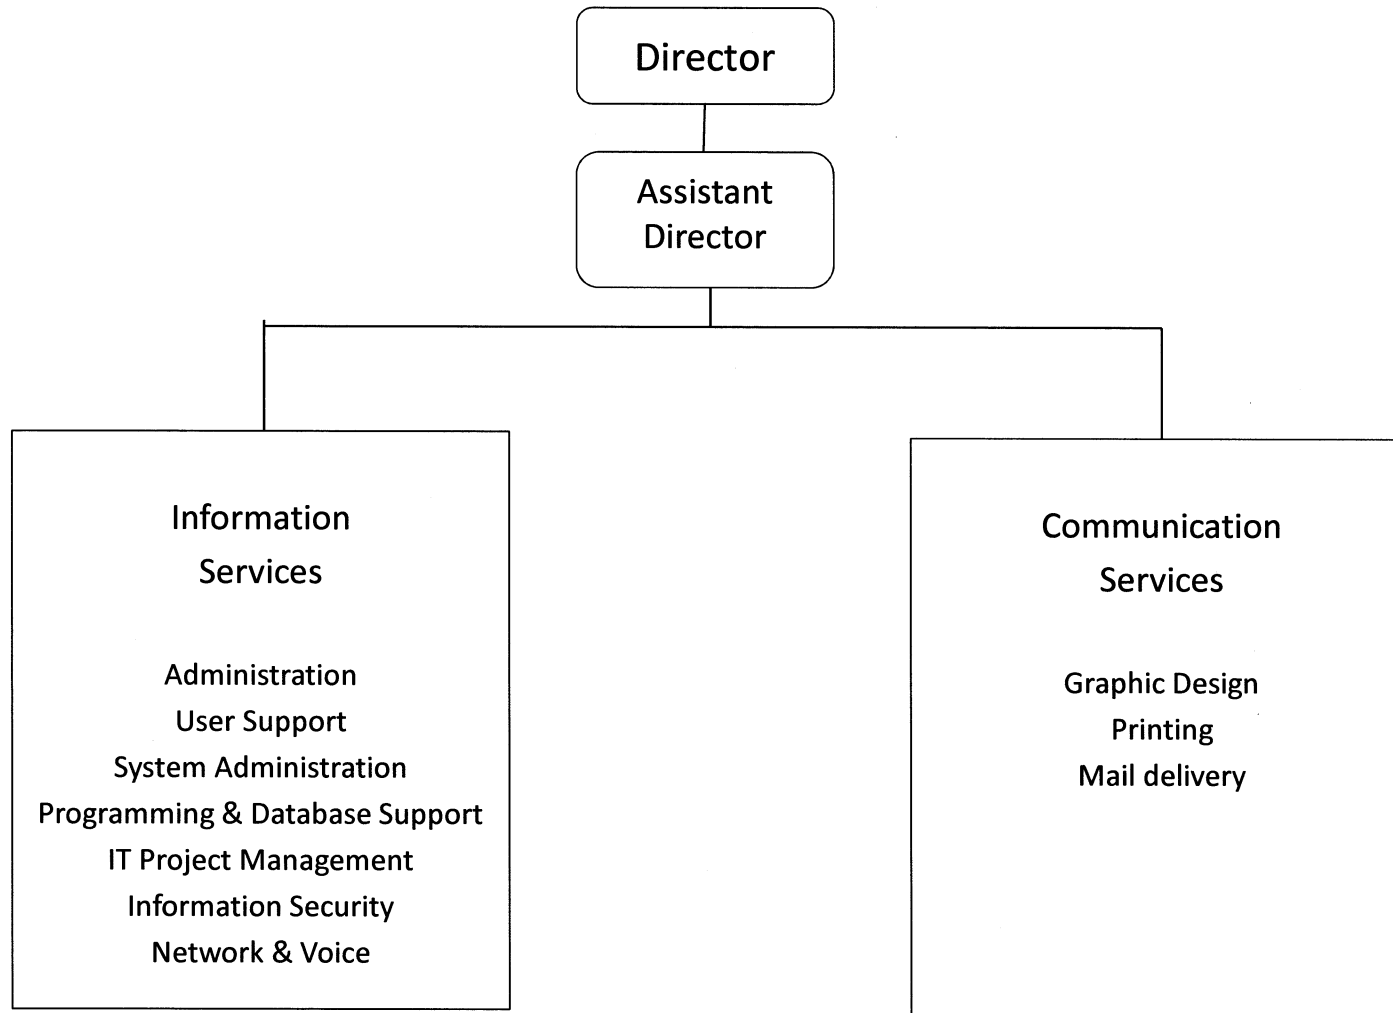 Director
Assistant
Director
Information
Services
Administration
User Support
System Administration
Programming & Database Support
IT Project Management
Information Security
Network & Voice
Communication
Services
Graphic Design
Printing
Mail delivery